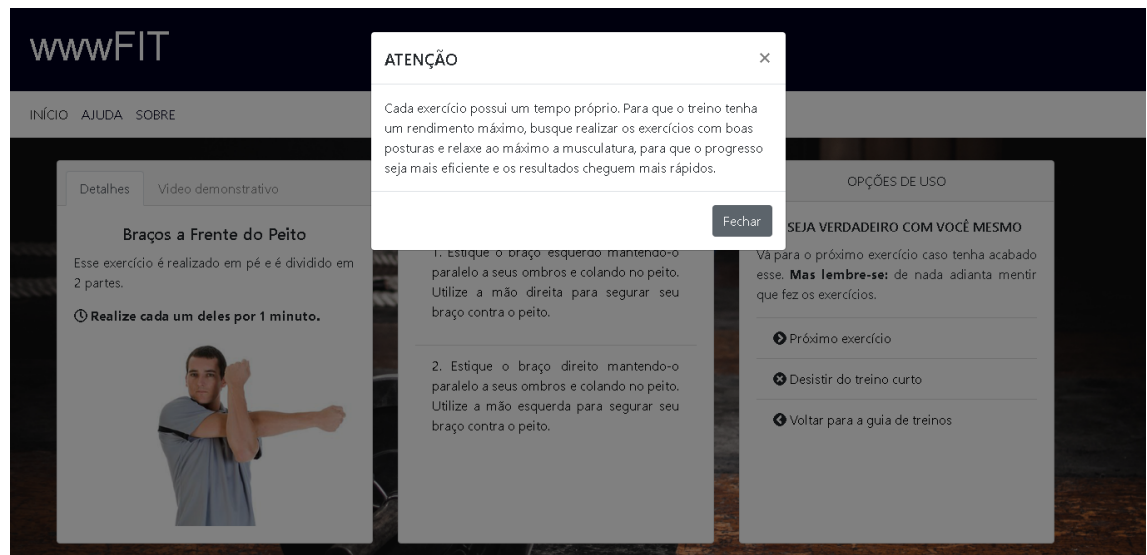 wwwFIT
INÍCIO AJUDA SOBRE
ATENÇÃO ×
Cada exercício possui um tempo próprio. Para que o treino tenha
um rendimento máximo, busque realizar os exercícios com boas
posturas e relaxe ao máximo a musculatura, para que o progresso
seja mais eficiente e os resultados cheguem mais rápidos.
Fechar
Detalhes Video demonstrativo
Braços a Frente do Peito
Esse exercício é realizado em pé e é dividido em
2 partes.
Realize cada um deles por 1 minuto.
1. Estique o braço esquerdo mantendo-o
paralelo a seus ombros e colando no peito.
Utilize a mão direita para segurar seu
braço contra o peito.
2. Estique o braço direito mantendo-o
paralelo a seus ombros e colando no peito.
Utilize a mão esquerda para segurar seu
braço contra o peito.
OPÇÕES DE USO
SEJA VERDADEIRO COM VOCÊ MESMO
Vá para o próximo exercício caso tenha acabado
esse. Mas lembre-se: de nada adianta mentir
que fez os exercícios.
Próximo exercício
Desistir do treino curto
Voltar para a guia de treinos